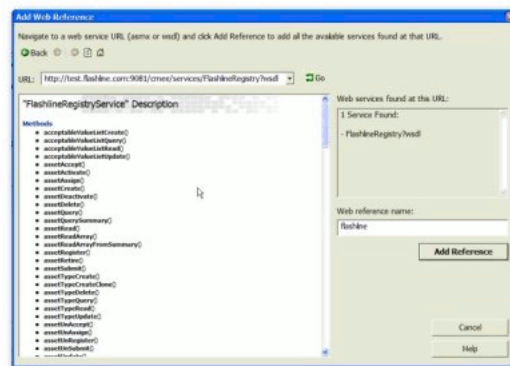 Add Web Reference
Navigate to a web service URL (asmx or wsdl) and click Add Reference to add all the available services found at that URL.
Back
URL: http://test.flashline.com:9081/cmee/services/FlashlineRegistry?wsdl Go
"FlashlineRegistryService" Description
Methods
acceptableValueListCreate()
acceptableValueListQuery()
acceptableValueListRead()
acceptableValueListUpdate()
assetAccept()
assetActivate()
assetAssign()
assetCreate()
assetDeactivate()
assetDelete()
assetQuery()
assetQuerySummary()
assetRead()
assetReadArray()
assetReadArrayFromSummary()
assetRegister()
assetRetire()
assetSubmit()
assetTypeCreate()
assetTypeCreateClone()
assetTypeDelete()
assetTypeQuery()
assetTypeRead()
assetTypeUpdate()
assetUnAccept()
assetUnAssign()
assetUnRegister()
assetUnSubmit()
assetUpdate()
Web services found at this URL:
1 Service Found:
- FlashlineRegistry?wsdl
Web reference name:
flashline
Add Reference
Cancel
Help